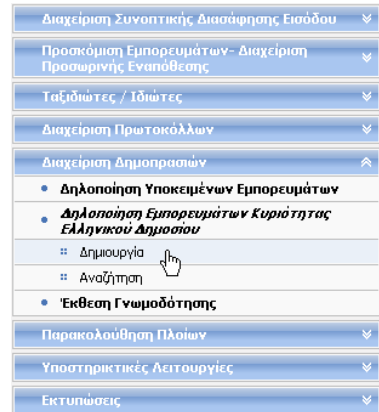 Διαχείριση Συνοπτικής Διασάφησης Εισόδου
Προσκόμιση Εμπορευμάτων- Διαχείριση
Προσωρινής Εναπόθεσης
Ταξιδιώτες / Ιδιώτες
Διαχείριση Πρωτοκόλλων
Διαχείριση Δημοπρασιών
Δηλοποίηση Υποκειμένων Εμπορευμάτων
Δηλοποίηση Εμπορευμάτων Κυριότητας
Ελληνικού Δημοσίου
Δημιουργία
Αναζήτηση
Έκθεση Γνωμοδότησης
Παρακολούθηση Πλοίων
Υποστηρικτικές Λειτουργίες
Εκτυπώσεις